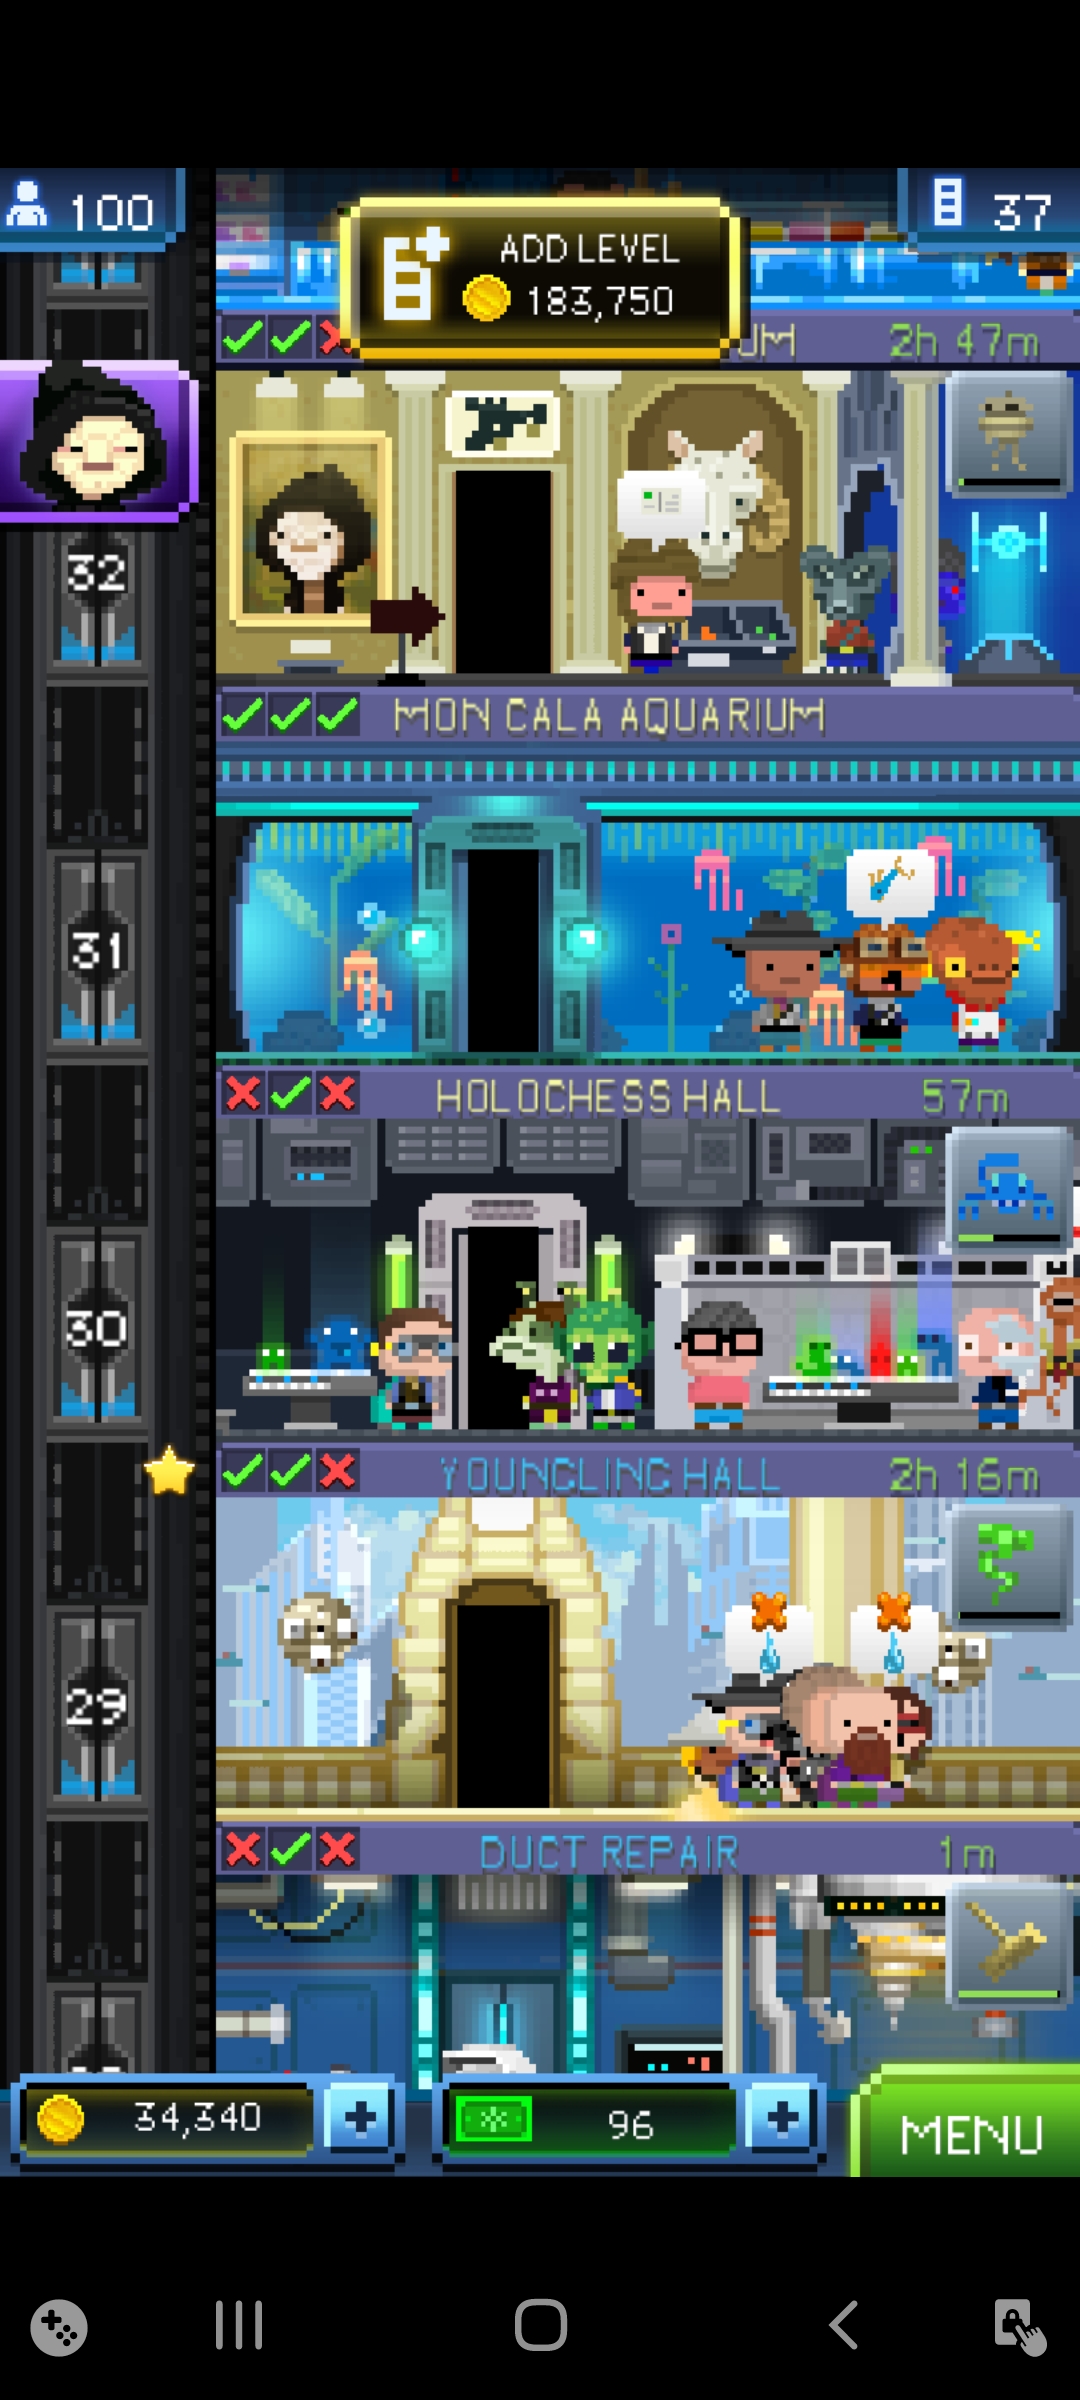 100
37
ADD LEVEL
183,750
UM 2h 47m
32
MON CALA AQUARIUM
31
HOLOCHESS HALL 57m
30
YOUNGLING HALL 2h 16m
29
DUCT REPAIR 1m
34,340
96
MENU